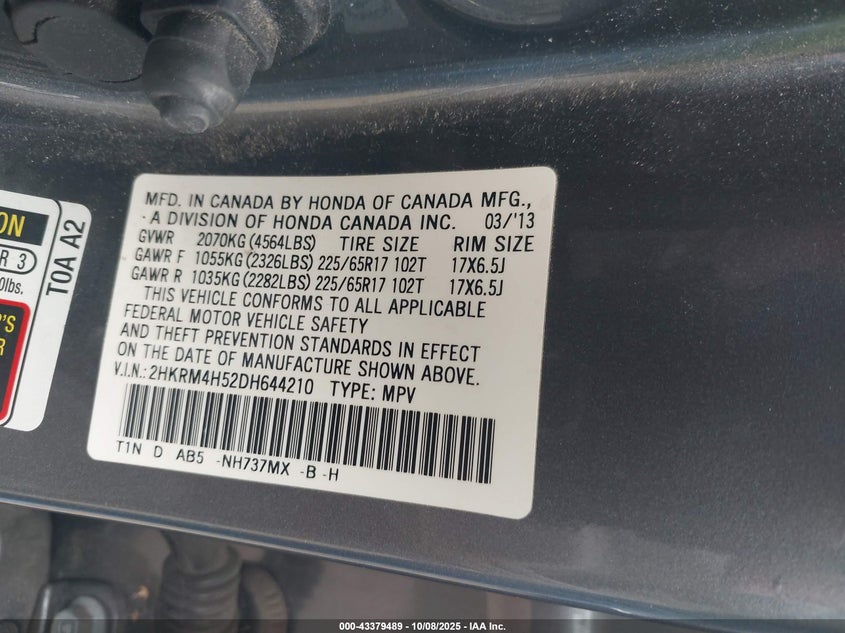 ON
R 3
0lbs.
'S
R
T0A A2
MFD. IN CANADA BY HONDA OF CANADA MFG.,
A DIVISION OF HONDA CANADA INC. 03/'13
GVWR 2070KG (4564LBS) TIRE SIZE RIM SIZE
GAWR F 1055KG (2326LBS) 225/65R17 102T 17X6.5J
GAWR R 1035KG (2282LBS) 225/65R17 102T 17X6.5J
THIS VEHICLE CONFORMS TO ALL APPLICABLE
FEDERAL MOTOR VEHICLE SAFETY
AND THEFT PREVENTION STANDARDS IN EFFECT
ON THE DATE OF MANUFACTURE SHOWN ABOVE.
V.I.N.: 2HKRM4H52DH644210 TYPE: MPV
T1N D AB5 -NH737MX -B -H
000-43379489 - 10/08/2025 - IAA Inc.